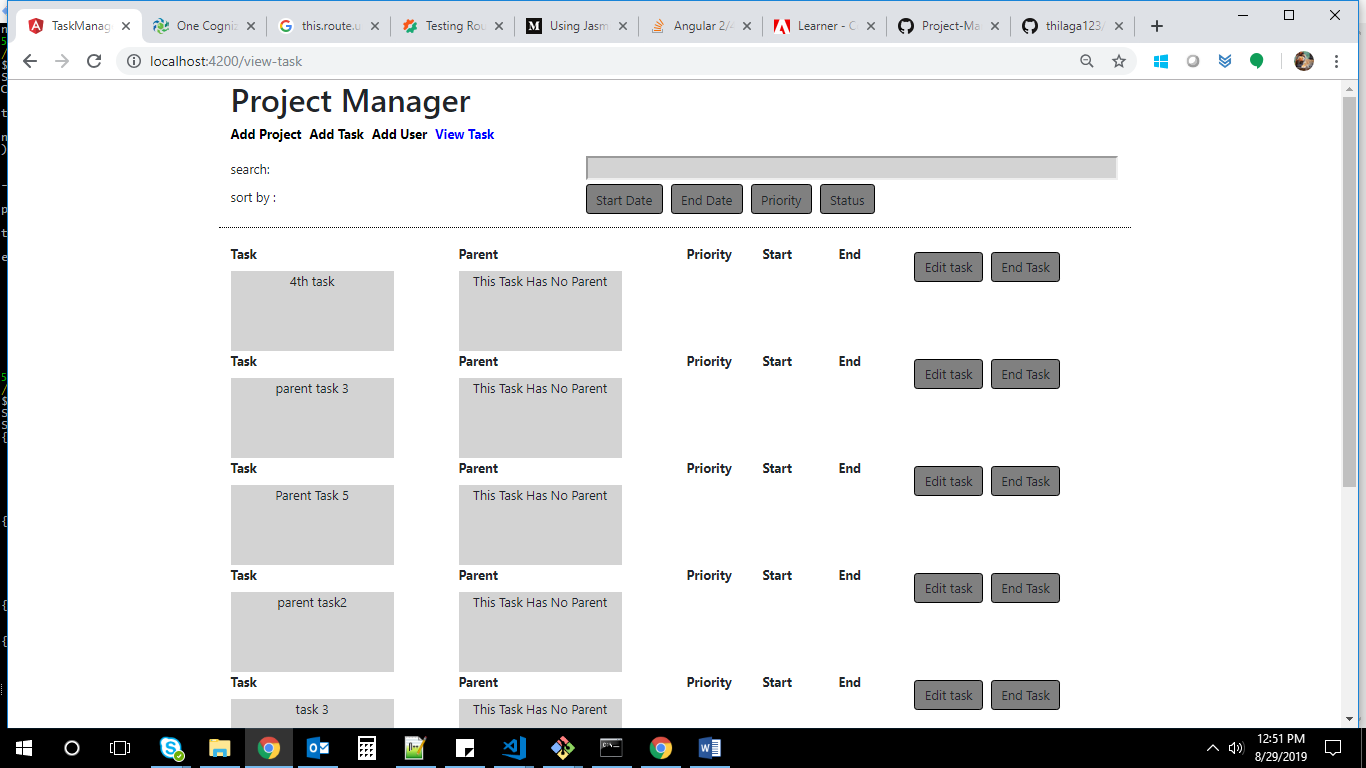 TaskManag
One Cogniz
this.route.u
Testing Rou
Using Jasm
Angular 2/4
Learner - C
Project-Ma
thilaga123/
localhost:4200/view-task
Project Manager
Add Project Add Task Add User View Task
search:
sort by : Start Date End Date Priority Status
Task Parent Priority Start End Edit task End Task
4th task This Task Has No Parent
Task Parent Priority Start End Edit task End Task
parent task 3 This Task Has No Parent
Task Parent Priority Start End Edit task End Task
Parent Task 5 This Task Has No Parent
Task Parent Priority Start End Edit task End Task
parent task2 This Task Has No Parent
Task Parent Priority Start End Edit task End Task
task 3 This Task Has No Parent
12:51 PM
8/29/2019